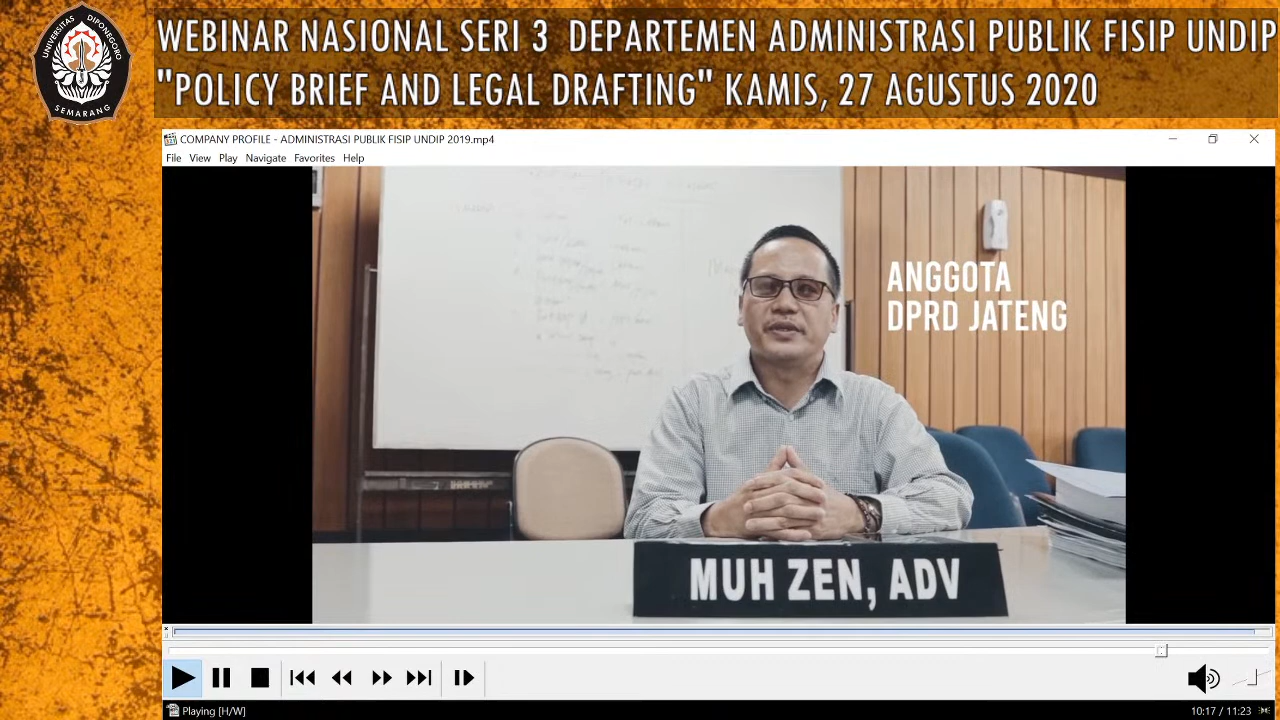 WEBINAR NASIONAL SERI 3 DEPARTEMEN ADMINISTRASI PUBLIK FISIP UNDIP
"POLICY BRIEF AND LEGAL DRAFTING" KAMIS, 27 AGUSTUS 2020
UNIVERSITAS DIPONEGORO
SEMARANG
COMPANY PROFILE - ADMINISTRASI PUBLIK FISIP UNDIP 2019.mp4
File View Play Navigate Favorites Help
ANGGOTA
DPRD JATENG
MUH ZEN, ADV
Playing [H/W]
10:17 / 11:23